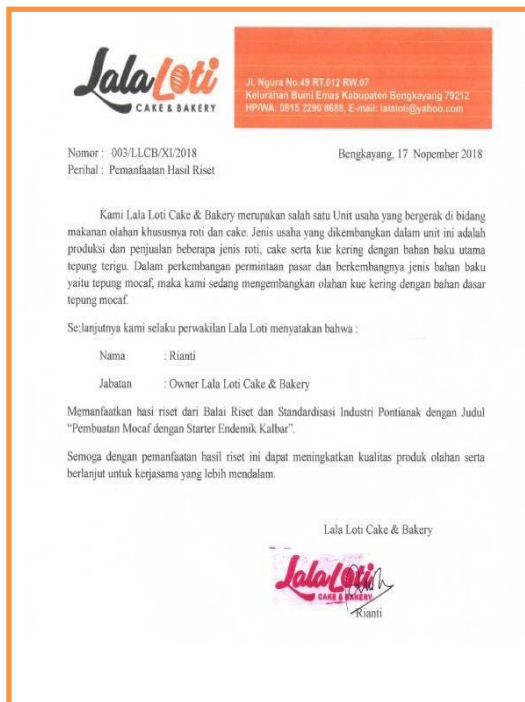 Lala Loti
CAKE & BAKERY
Jl. Ngura No.49 RT.012 RW.07
Kelurahan Bumi Emas Kabupaten Bengkayang 79212
HP/WA: 0815 2290 8688, E-mail: lalaloti@yahoo.com
Nomor : 003/LLCB/XI/2018 Bengkayang, 17 Nopember 2018
Perihal : Pemanfaatan Hasil Riset
Kami Lala Loti Cake & Bakery merupakan salah satu Unit usaha yang bergerak di bidang
makanan olahan khususnya roti dan cake. Jenis usaha yang dikembangkan dalam unit ini adalah
produksi dan penjualan beberapa jenis roti, cake serta kue kering dengan bahan baku utama
tepung terigu. Dalam perkembangan permintaan pasar dan berkembangnya jenis bahan baku
yaitu tepung mocaf, maka kami sedang mengembangkan olahan kue kering dengan bahan dasar
tepung mocaf.
Se;lanjutnya kami selaku perwakilan Lala Loti menyatakan bahwa :
Nama : Rianti
Jabatan : Owner Lala Loti Cake & Bakery
Memanfaatkan hasi riset dari Balai Riset dan Standardisasi Industri Pontianak dengan Judul
“Pembuatan Mocaf dengan Starter Endemik Kalbar”.
Semoga dengan pemanfaatan hasil riset ini dapat meningkatkan kualitas produk olahan serta
berlanjut untuk kerjasama yang lebih mendalam.
Lala Loti Cake & Bakery
Lala Loti
CAKE & BAKERY
Rianti